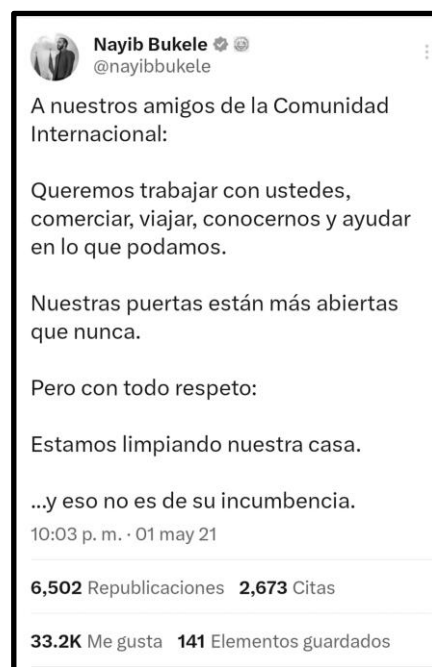 Nayib Bukele
@nayibbukele
A nuestros amigos de la Comunidad
Internacional:
Queremos trabajar con ustedes,
comerciar, viajar, conocernos y ayudar
en lo que podamos.
Nuestras puertas están más abiertas
que nunca.
Pero con todo respeto:
Estamos limpiando nuestra casa.
...y eso no es de su incumbencia.
10:03 p. m. · 01 may 21
6,502 Republicaciones 2,673 Citas
33.2K Me gusta 141 Elementos guardados